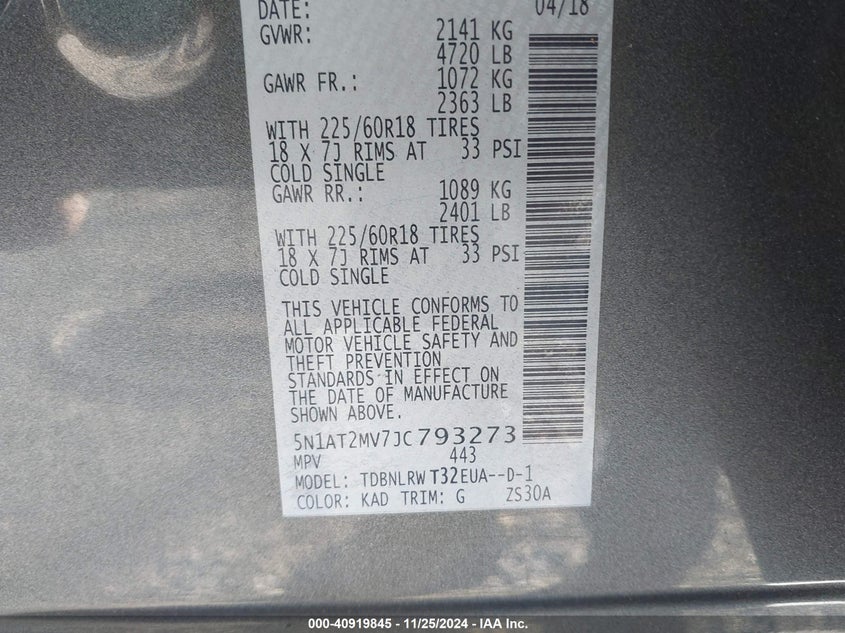 DATE: 04/18
GVWR: 2141 KG
4720 LB
GAWR FR.: 1072 KG
2363 LB
WITH 225/60R18 TIRES
18 X 7J RIMS AT 33 PSI
COLD SINGLE
GAWR RR.: 1089 KG
2401 LB
WITH 225/60R18 TIRES
18 X 7J RIMS AT 33 PSI
COLD SINGLE
THIS VEHICLE CONFORMS TO
ALL APPLICABLE FEDERAL
MOTOR VEHICLE SAFETY AND
THEFT PREVENTION
STANDARDS IN EFFECT ON
THE DATE OF MANUFACTURE
SHOWN ABOVE.
5N1AT2MV7JC793273
MPV 443
MODEL: TDBNLRWT32EUA--D-1
COLOR: KAD TRIM: G ZS30A
000-40919845 - 11/25/2024 - IAA Inc.